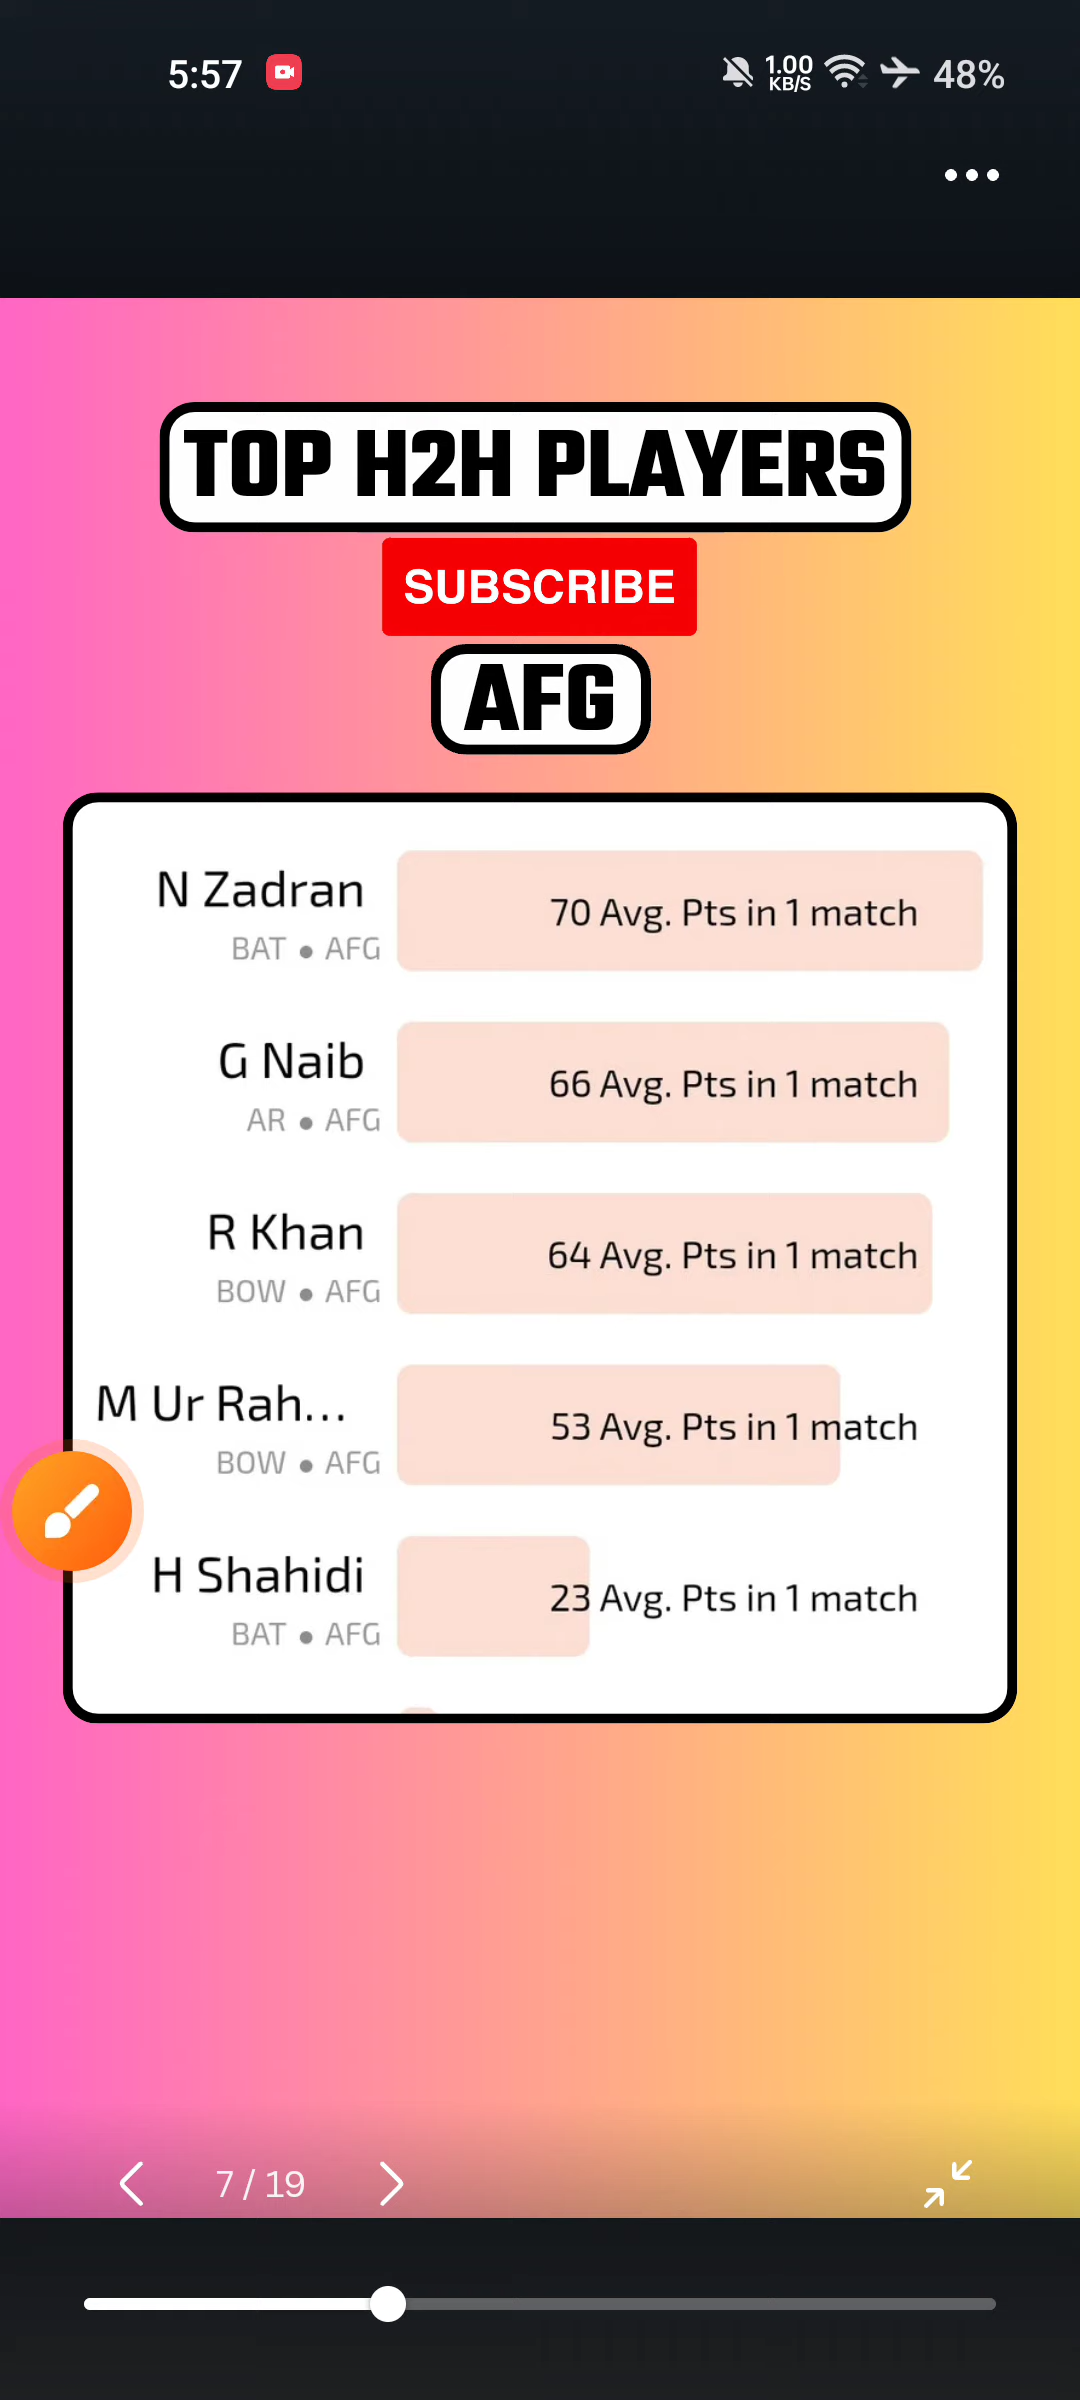 5:57
1.00
KB/S
48%
TOP H2H PLAYERS
SUBSCRIBE
AFG
N Zadran
70 Avg. Pts in 1 match
BAT ● AFG
G Naib
66 Avg. Pts in 1 match
AR ● AFG
R Khan
64 Avg. Pts in 1 match
BOW ● AFG
M Ur Rah...
53 Avg. Pts in 1 match
BOW ● AFG
H Shahidi
23 Avg. Pts in 1 match
BAT ● AFG
7 / 19